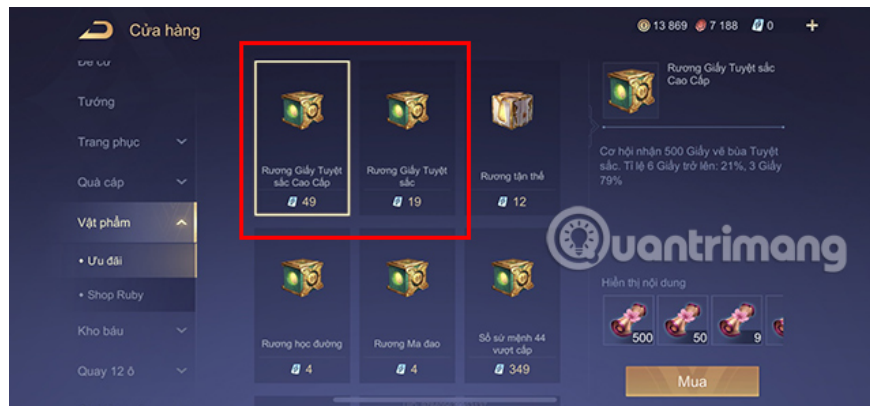 Cửa hàng
13 869 7 188 0 +
Đề cử
Tướng
Trang phục
Quà cáp
Vật phẩm
• Ưu đãi
• Shop Ruby
Kho báu
Quay 12 ô
Rương Giấy Tuyệt
sắc Cao Cấp
49
Rương Giấy Tuyệt
sắc
19
Rương tận thế
12
Rương học đường
4
Rương Ma đao
4
Sổ sứ mệnh 44
vượt cấp
349
Rương Giấy Tuyệt sắc
Cao Cấp
Cơ hội nhận 500 Giấy vẽ bùa Tuyệt
sắc. Tỉ lệ 6 Giấy trở lên: 21%, 3 Giấy
79%
Quantrimang
Hiển thị nội dung
500
50
9
Mua